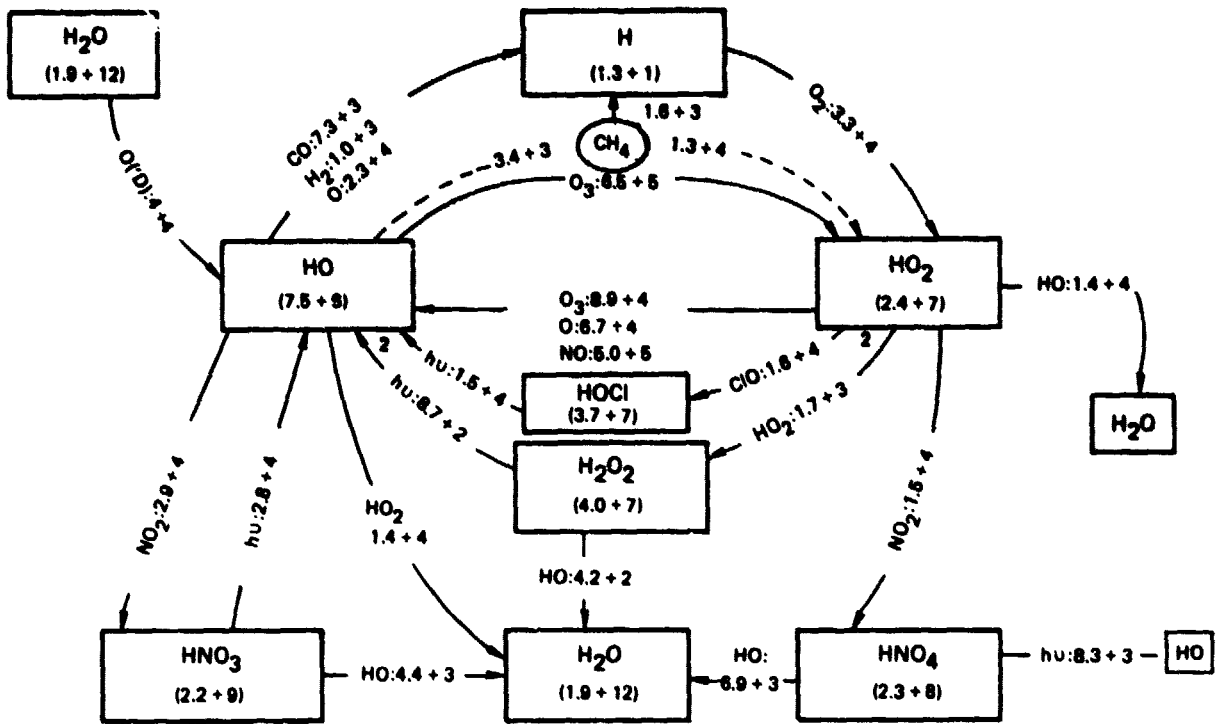 H2O
(1.9 + 12)
H
(1.3 + 1)
1.6 + 3
CH4
O2:3.3 + 4
CO:7.3 + 3
H2:1.0 + 3
O:2.3 + 4
3.4 + 3
1.3 + 4
O3:6.5 + 5
O('D):4 + 4
HO
(7.5 + 6)
HO2
(2.4 + 7)
HO:1.4 + 4
H2O
O3:8.9 + 4
O:6.7 + 4
NO:5.0 + 5
2
2
hυ:1.5 + 4
HOCl
(3.7 + 7)
ClO:1.6 + 4
hυ:8.7 + 2
HO2:1.7 + 3
H2O2
(4.0 + 7)
NO2:2.9 + 4
hυ:2.8 + 4
HO2
1.4 + 4
HO:4.2 + 2
NO2:1.5 + 4
HNO3
(2.2 + 9)
HO:4.4 + 3
H2O
(1.9 + 12)
HO:
6.9 + 3
HNO4
(2.3 + 8)
hυ:8.3 + 3
HO